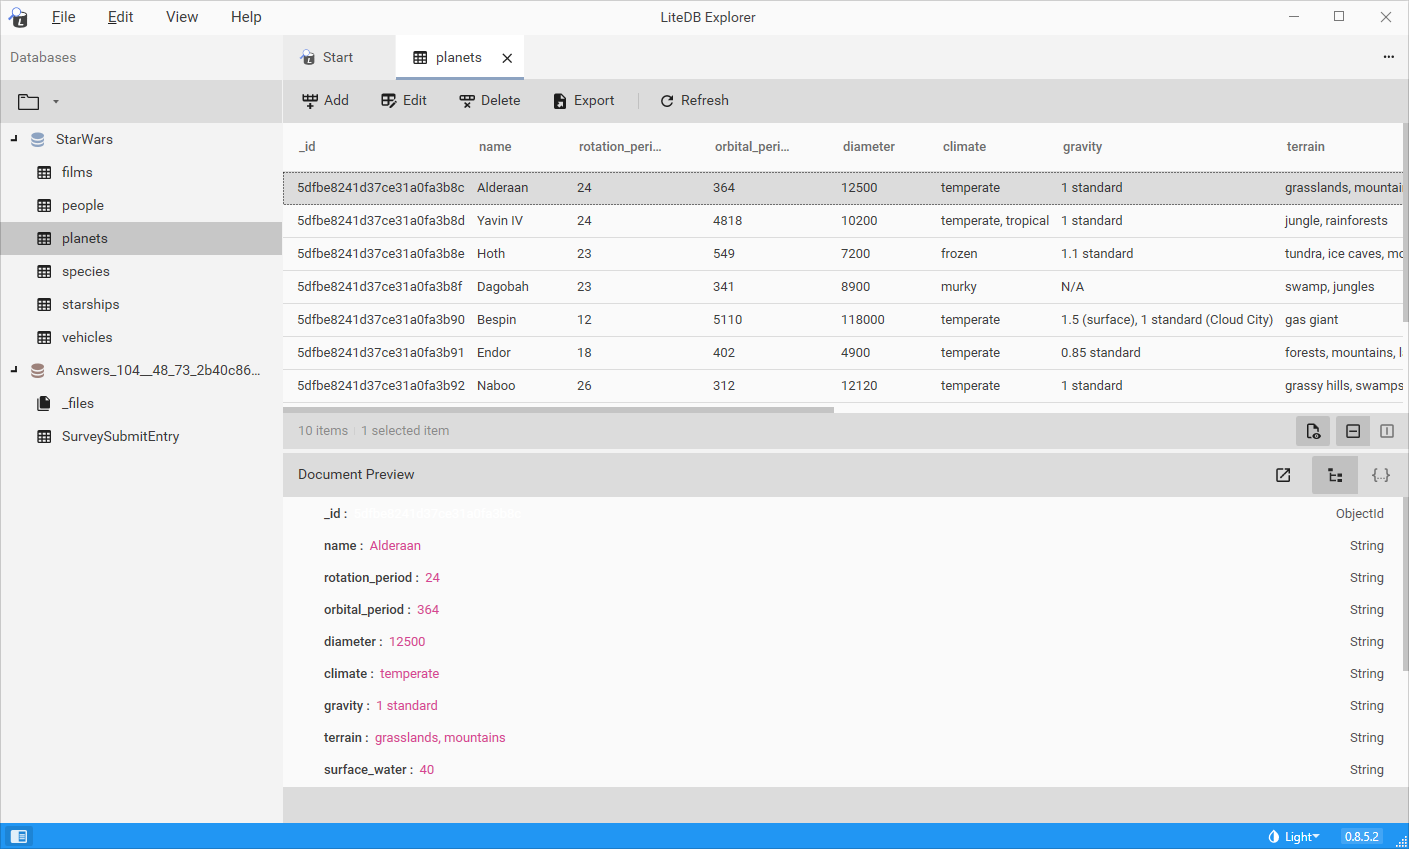 File Edit View Help LiteDB Explorer
Databases
Start planets
Add Edit Delete Export Refresh
StarWars
films
people
planets
species
starships
vehicles
Answers_104__48_73_2b40c86...
_files
SurveySubmitEntry
_id name rotation_peri... orbital_peri... diameter climate gravity terrain
5dfbe8241d37ce31a0fa3b8c Alderaan 24 364 12500 temperate 1 standard grasslands, mountai
5dfbe8241d37ce31a0fa3b8d Yavin IV 24 4818 10200 temperate, tropical 1 standard jungle, rainforests
5dfbe8241d37ce31a0fa3b8e Hoth 23 549 7200 frozen 1.1 standard tundra, ice caves, mo
5dfbe8241d37ce31a0fa3b8f Dagobah 23 341 8900 murky N/A swamp, jungles
5dfbe8241d37ce31a0fa3b90 Bespin 12 5110 118000 temperate 1.5 (surface), 1 standard (Cloud City) gas giant
5dfbe8241d37ce31a0fa3b91 Endor 18 402 4900 temperate 0.85 standard forests, mountains, l
5dfbe8241d37ce31a0fa3b92 Naboo 26 312 12120 temperate 1 standard grassy hills, swamps
10 items 1 selected item
Document Preview {...}
_id : ObjectId
name : Alderaan String
rotation_period : 24 String
orbital_period : 364 String
diameter : 12500 String
climate : temperate String
gravity : 1 standard String
terrain : grasslands, mountains String
surface_water : 40 String
Light 0.8.5.2